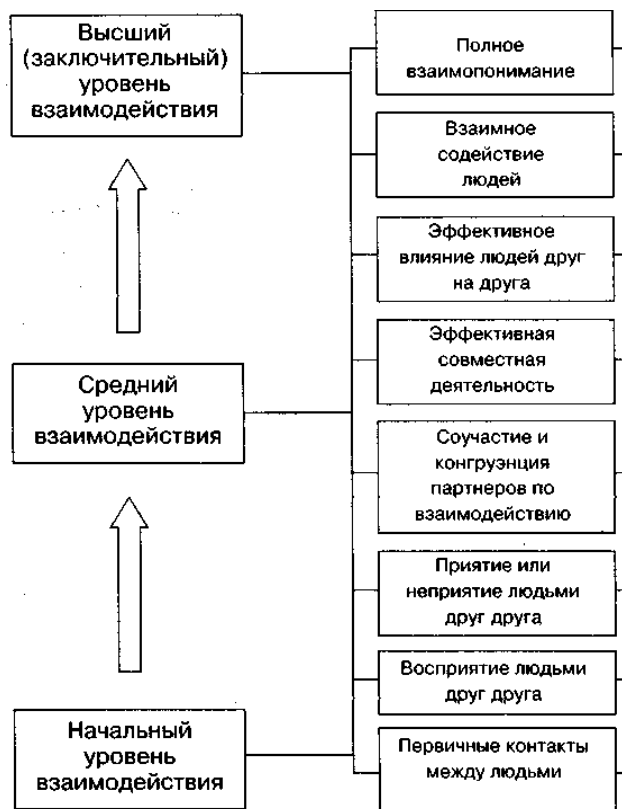 Высший
(заключительный)
уровень
взаимодействия
Средний
уровень
взаимодействия
Начальный
уровень
взаимодействия
Полное
взаимопонимание
Взаимное
содействие
людей
Эффективное
влияние людей друг
на друга
Эффективная
совместная
деятельность
Соучастие и
конгруэнция
партнеров по
взаимодействию
Приятие или
неприятие людьми
друг друга
Восприятие людьми
друг друга
Первичные контакты
между людьми